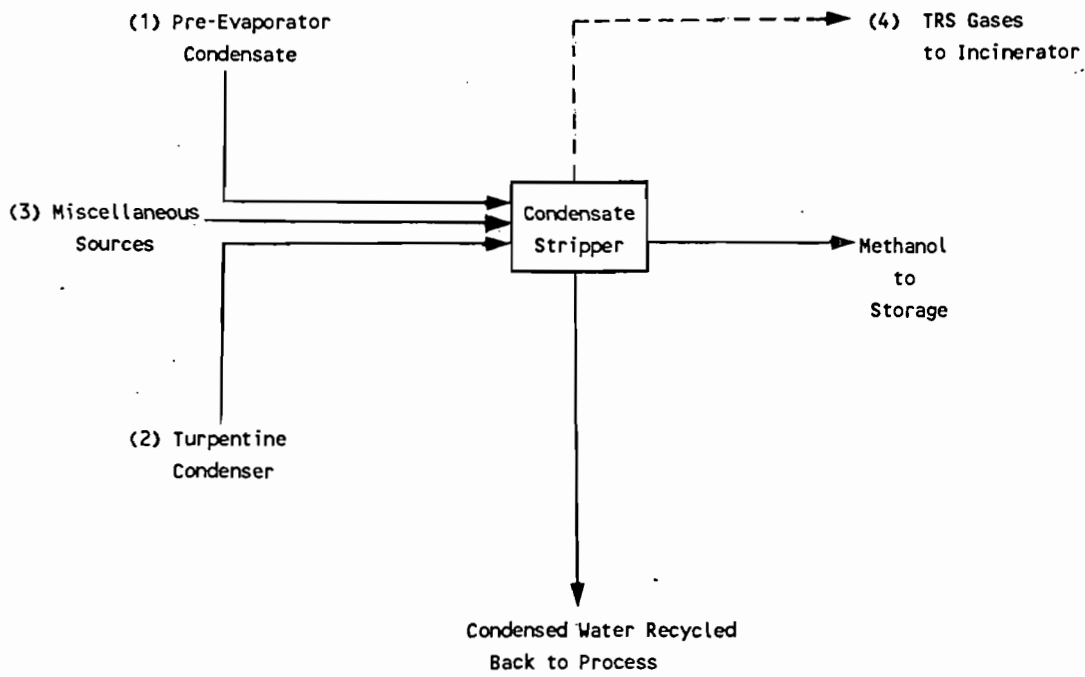 (1) Pre-Evaporator
Condensate
(4) TRS Gases
to Incinerator
(3) Miscellaneous
Sources
Condensate
Stripper
Methanol
to
Storage
(2) Turpentine
Condenser
Condensed Water Recycled
Back to Process